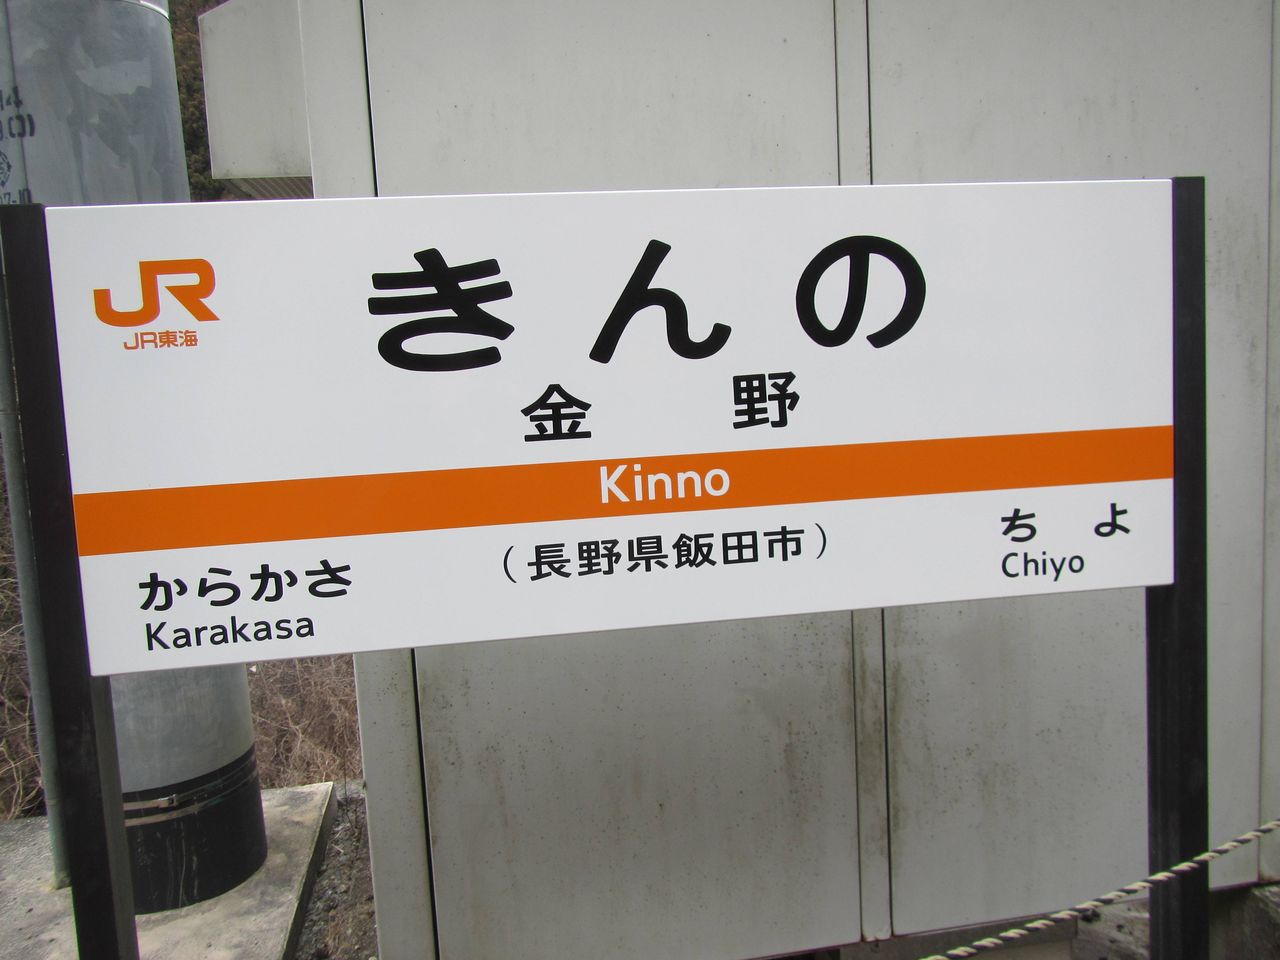 JR
JR東海
きんの
金野
Kinno
(長野県飯田市)
からかさ
Karakasa
ちよ
Chiyo